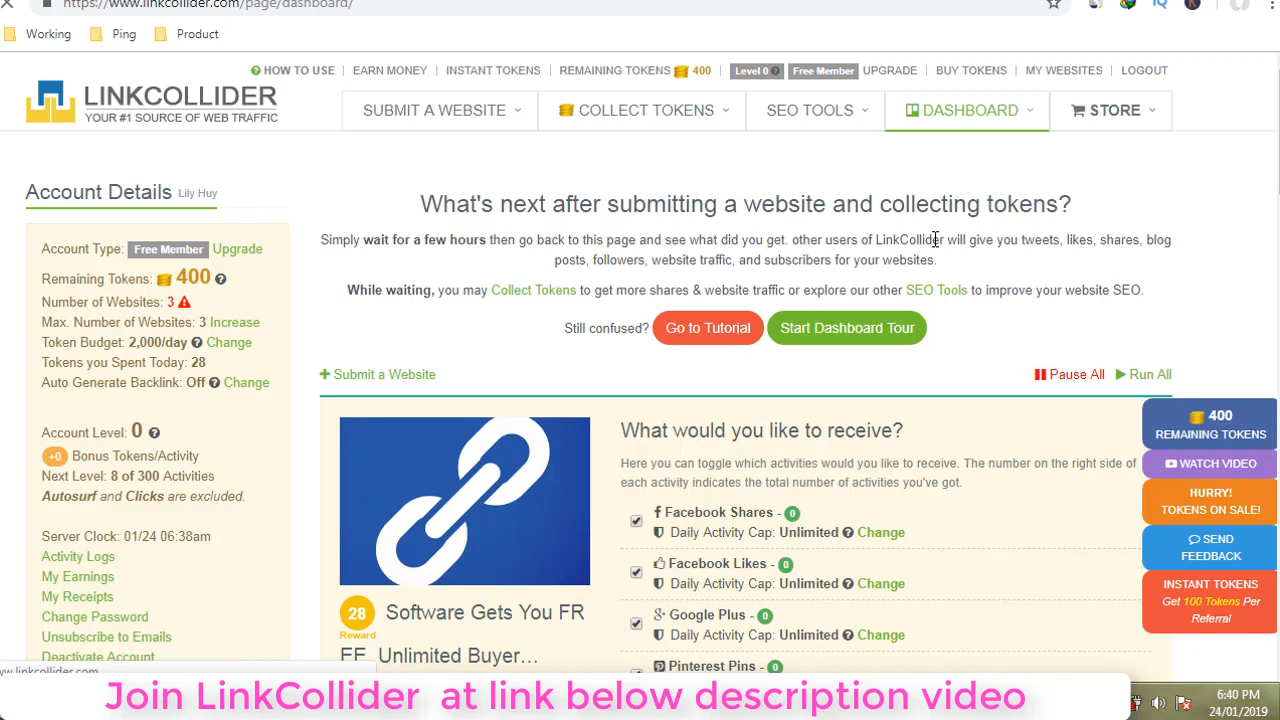 https://www.linkcollider.com/page/dashboard/
Working Ping Product
HOW TO USE EARN MONEY INSTANT TOKENS REMAINING TOKENS 400 Level 0 Free Member UPGRADE BUY TOKENS MY WEBSITES LOGOUT
LINKCOLLIDER
YOUR #1 SOURCE OF WEB TRAFFIC
SUBMIT A WEBSITE COLLECT TOKENS SEO TOOLS DASHBOARD STORE
Account Details Lily Huy
Account Type: Free Member Upgrade
Remaining Tokens: 400
Number of Websites: 3
Max. Number of Websites: 3 Increase
Token Budget: 2,000/day Change
Tokens you Spent Today: 28
Auto Generate Backlink: Off Change
Account Level: 0
+0 Bonus Tokens/Activity
Next Level: 8 of 300 Activities
Autosurf and Clicks are excluded.
Server Clock: 01/24 06:38am
Activity Logs
My Earnings
My Receipts
Change Password
Unsubscribe to Emails
Deactivate Account
What's next after submitting a website and collecting tokens?
Simply wait for a few hours then go back to this page and see what did you get. other users of LinkCollider will give you tweets, likes, shares, blog
posts, followers, website traffic, and subscribers for your websites.
While waiting, you may Collect Tokens to get more shares & website traffic or explore our other SEO Tools to improve your website SEO.
Still confused? Go to Tutorial Start Dashboard Tour
+ Submit a Website Pause All Run All
28
Reward
Software Gets You FR
EE, Unlimited Buyer...
What would you like to receive?
Here you can toggle which activities would you like to receive. The number on the right side of
each activity indicates the total number of activities you've got.
Facebook Shares - 0
Daily Activity Cap: Unlimited Change
Facebook Likes - 0
Daily Activity Cap: Unlimited Change
Google Plus - 0
Daily Activity Cap: Unlimited Change
Pinterest Pins - 0
400
REMAINING TOKENS
WATCH VIDEO
HURRY!
TOKENS ON SALE!
SEND
FEEDBACK
INSTANT TOKENS
Get 100 Tokens Per
Referral
www.linkcollider.com
Join LinkCollider at link below description video
6:40 PM
24/01/2019